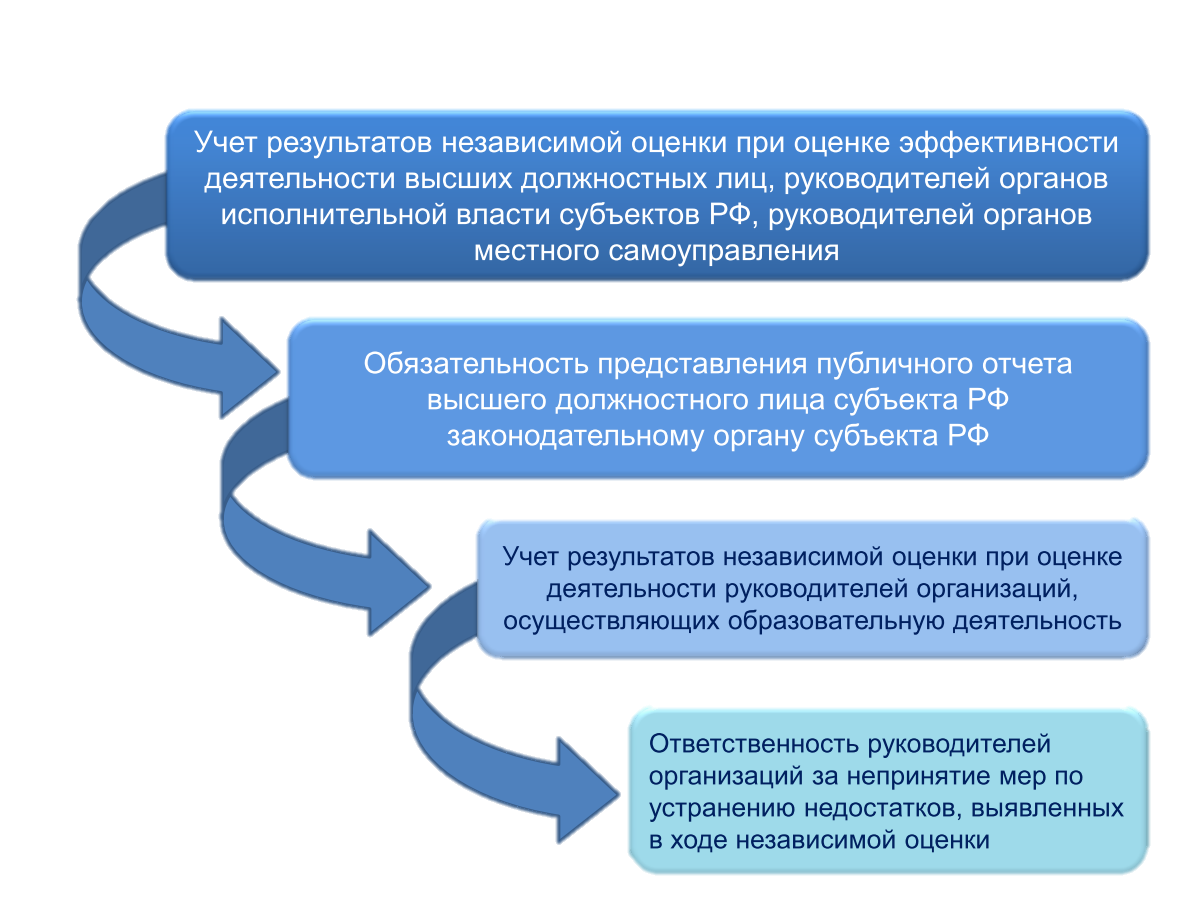 Учет результатов независимой оценки при оценке эффективности
деятельности высших должностных лиц, руководителей органов
исполнительной власти субъектов РФ, руководителей органов
местного самоуправления
Обязательность представления публичного отчета
высшего должностного лица субъекта РФ
законодательному органу субъекта РФ
Учет результатов независимой оценки при оценке
деятельности руководителей организаций,
осуществляющих образовательную деятельность
Ответственность руководителей
организаций за непринятие мер по
устранению недостатков, выявленных
в ходе независимой оценки